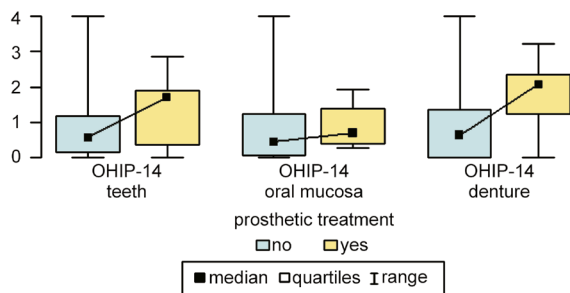 4
3
2
1
0
OHIP-14 OHIP-14 OHIP-14
teeth oral mucosa denture
prosthetic treatment
no yes
median quartiles range